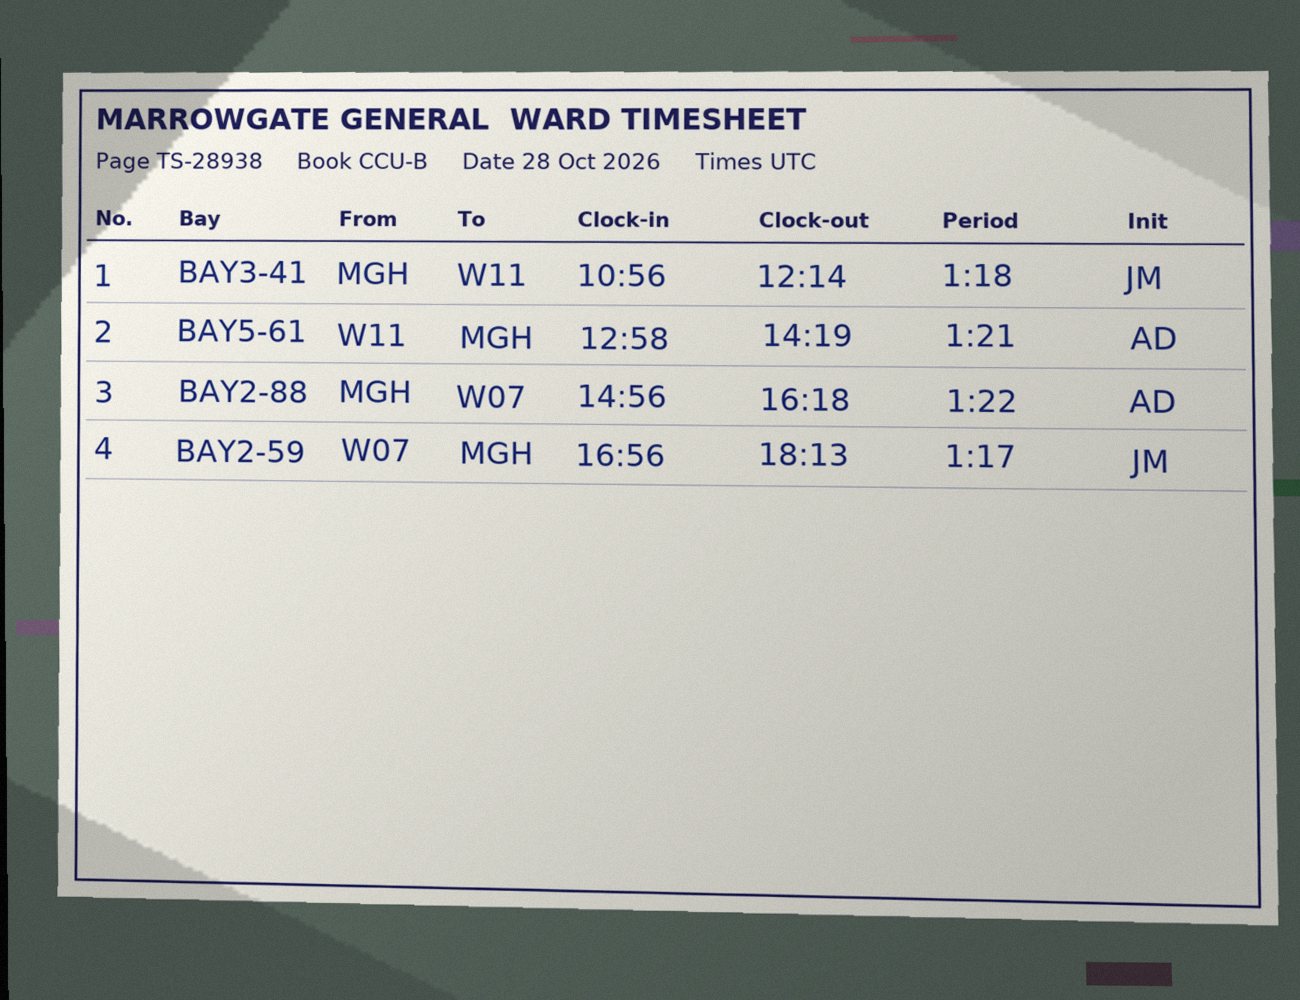 MARROWGATE GENERAL WARD TIMESHEET
Page TS-28938 Book CCU-B Date 28 Oct 2026 Times UTC
No. Bay From To Clock-in Clock-out Period Init
1 BAY3-41 MGH W11 10:56 12:14 1:18 JM
2 BAY5-61 W11 MGH 12:58 14:19 1:21 AD
3 BAY2-88 MGH W07 14:56 16:18 1:22 AD
4 BAY2-59 W07 MGH 16:56 18:13 1:17 JM